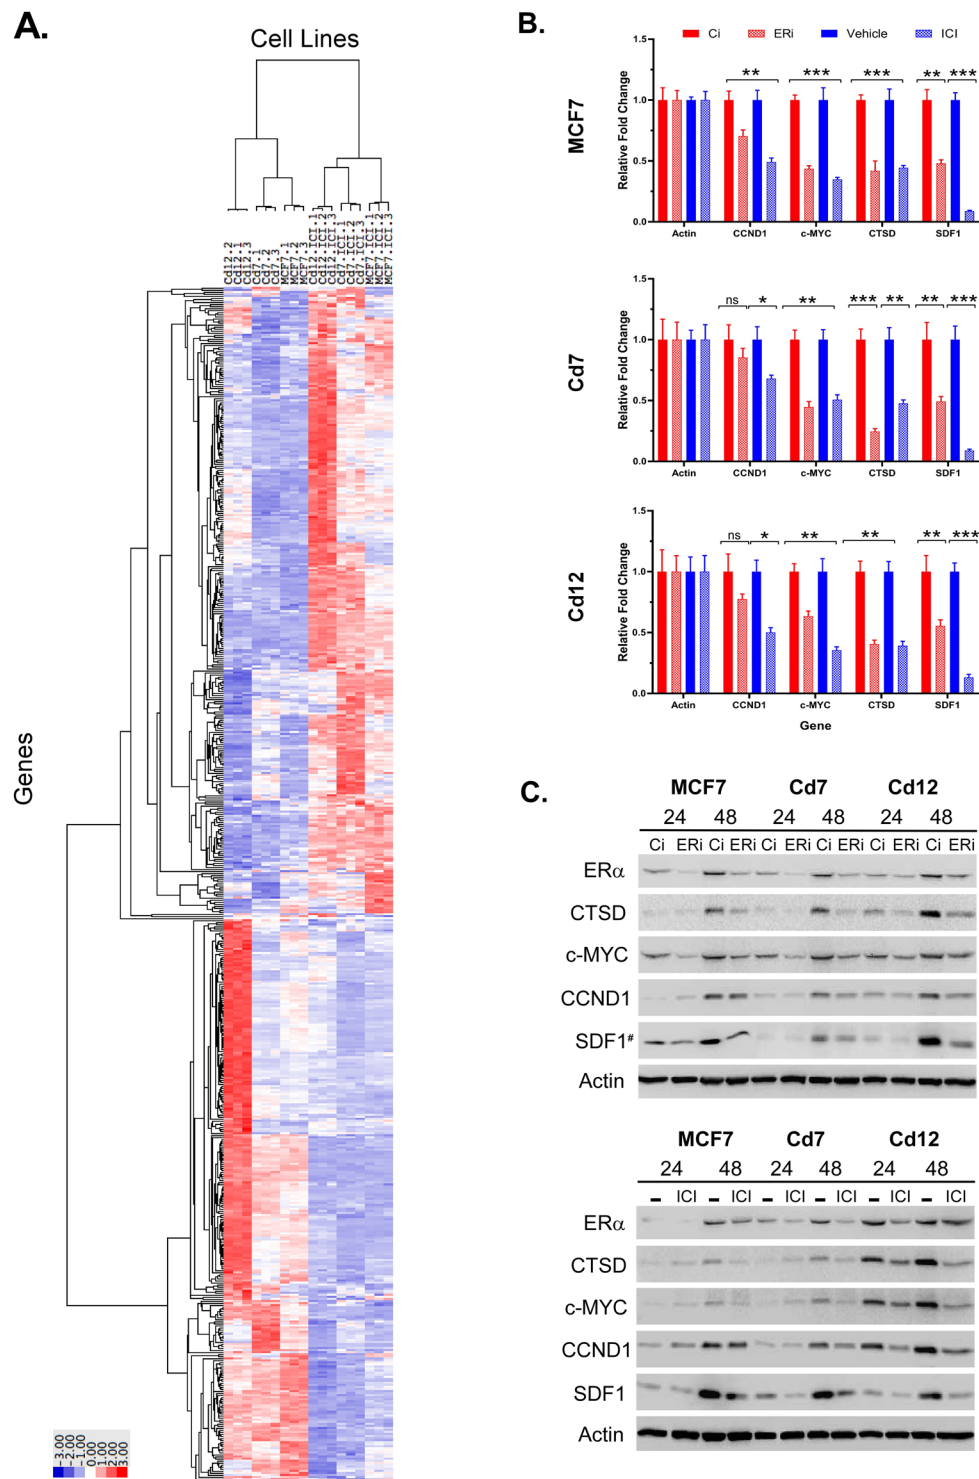 A.
Cell Lines
Cd12.2
Cd12.1
Cd12.3
Cd7.1
Cd7.2
Cd7.3
MCF7.1
MCF7.2
MCF7.3
Cd12.ICI.1
Cd12.ICI.2
Cd12.ICI.3
Cd7.ICI.1
Cd7.ICI.2
Cd7.ICI.3
MCF7.ICI.1
MCF7.ICI.2
MCF7.ICI.3
Genes
-3.00
-2.00
-1.00
0.00
1.00
2.00
3.00
B.
Ci ERi Vehicle ICI
MCF7
Relative Fold Change
1.5
1.0
0.5
0.0
** *** *** ** ***
Actin CCND1 c-MYC CTSD SDF1
Cd7
Relative Fold Change
1.5
1.0
0.5
0.0
ns * ** *** ** ** ***
Actin CCND1 c-MYC CTSD SDF1
Cd12
Relative Fold Change
1.5
1.0
0.5
0.0
ns * ** ** ** ***
Actin CCND1 c-MYC CTSD SDF1
Gene
C.
MCF7 Cd7 Cd12
24 48 24 48 24 48
Ci ERi Ci ERi Ci ERi Ci ERi Ci ERi Ci ERi
ERα
CTSD
c-MYC
CCND1
SDF1#
Actin
MCF7 Cd7 Cd12
24 48 24 48 24 48
- ICI - ICI - ICI - ICI - ICI - ICI
ERα
CTSD
c-MYC
CCND1
SDF1
Actin